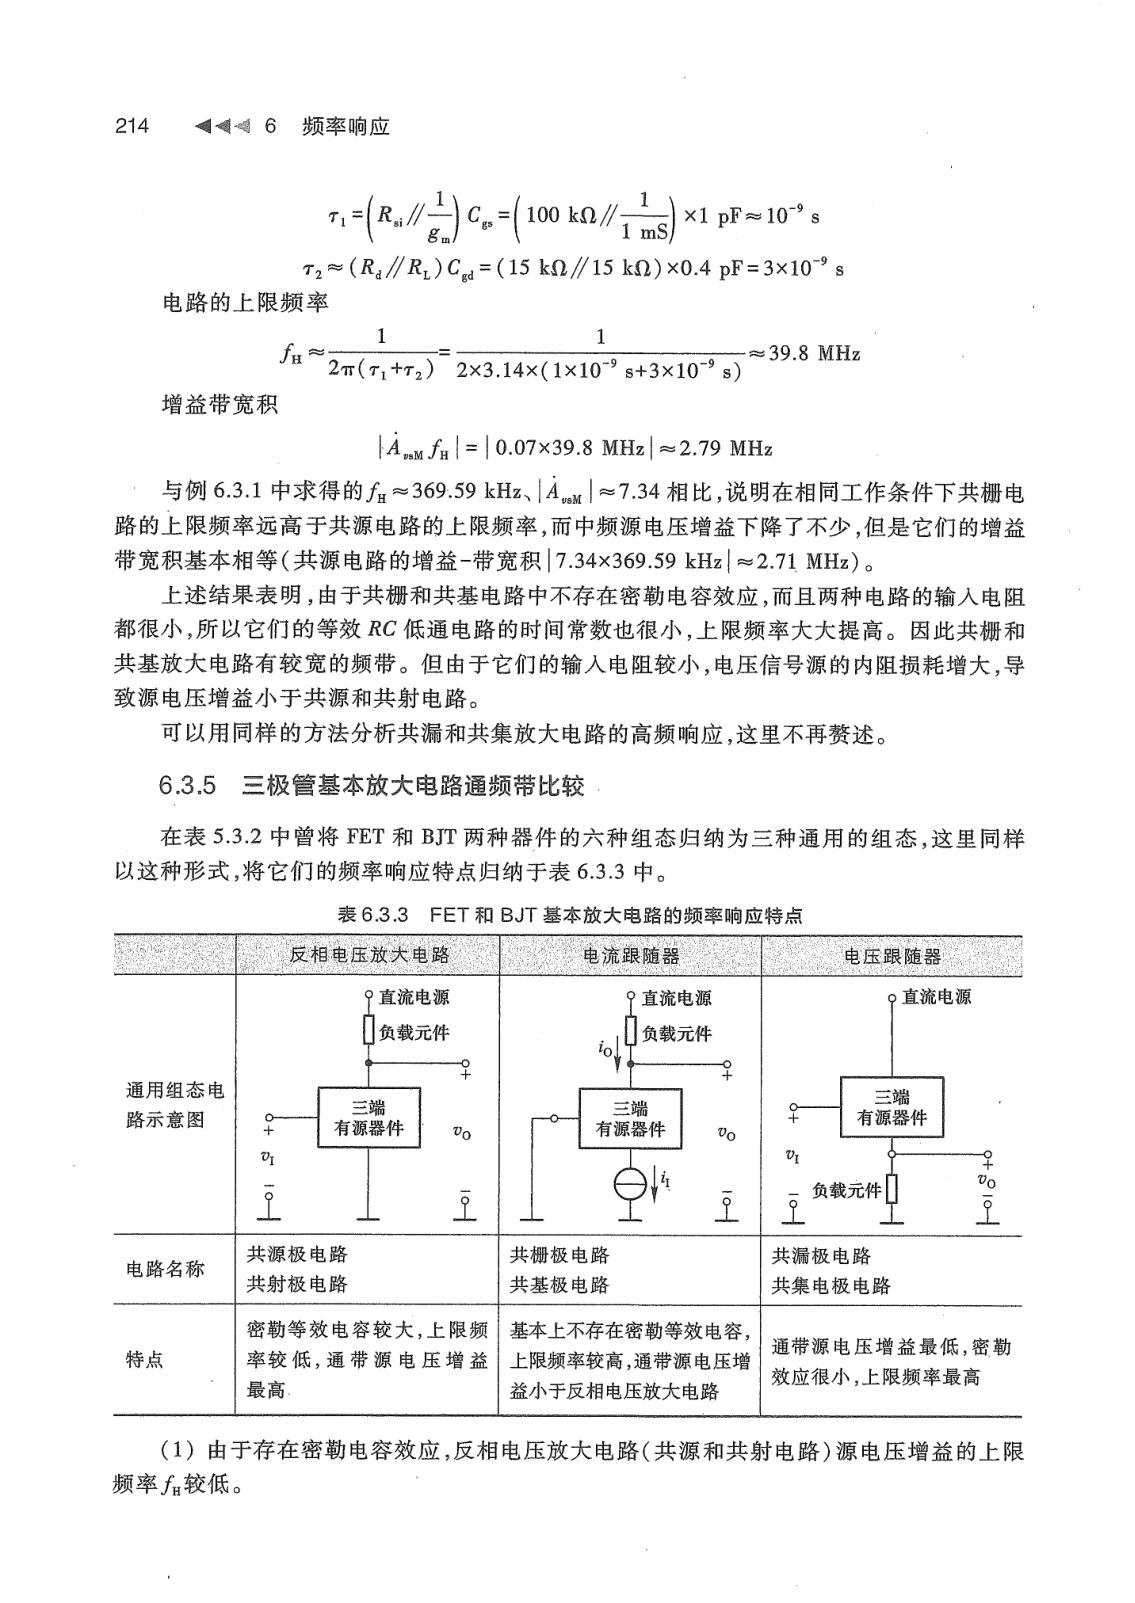 214 6 频率响应
τ₁=(R_si∥1/g_m)C_gs=(100 kΩ∥1/(1 mS))×1 pF≈10⁻⁹ s
τ₂≈(R_d∥R_L)C_gd=(15 kΩ∥15 kΩ)×0.4 pF=3×10⁻⁹ s
电路的上限频率
f_H≈1/(2π(τ₁+τ₂))=1/(2×3.14×(1×10⁻⁹ s+3×10⁻⁹ s))≈39.8 MHz
增益带宽积
|Ȧ_vsM f_H|=|0.07×39.8 MHz|≈2.79 MHz
与例 6.3.1 中求得的f_H≈369.59 kHz、|Ȧ_vsM|≈7.34 相比,说明在相同工作条件下共栅电
路的上限频率远高于共源电路的上限频率,而中频源电压增益下降了不少,但是它们的增益
带宽积基本相等(共源电路的增益-带宽积|7.34×369.59 kHz|≈2.71 MHz)。
上述结果表明,由于共栅和共基电路中不存在密勒电容效应,而且两种电路的输入电阻
都很小,所以它们的等效 RC 低通电路的时间常数也很小,上限频率大大提高。因此共栅和
共基放大电路有较宽的频带。但由于它们的输入电阻较小,电压信号源的内阻损耗增大,导
致源电压增益小于共源和共射电路。
可以用同样的方法分析共漏和共集放大电路的高频响应,这里不再赘述。
6.3.5 三极管基本放大电路通频带比较
在表 5.3.2 中曾将 FET 和 BJT 两种器件的六种组态归纳为三种通用的组态,这里同样
以这种形式,将它们的频率响应特点归纳于表 6.3.3 中。
表 6.3.3 FET 和 BJT 基本放大电路的频率响应特点
反相电压放大电路 电流跟随器 电压跟随器
通用组态电
路示意图
直流电源
负载元件
+
三端
有源器件
+
v_I
−
v_O
−
直流电源
负载元件
i_O
+
三端
有源器件
v_O
i_I
−
直流电源
三端
有源器件
+
v_I
−
负载元件
+
v_O
−
电路名称
共源极电路
共射极电路
共栅极电路
共基极电路
共漏极电路
共集电极电路
特点
密勒等效电容较大,上限频
率较低,通带源电压增益
最高
基本上不存在密勒等效电容,
上限频率较高,通带源电压增
益小于反相电压放大电路
通带源电压增益最低,密勒
效应很小,上限频率最高
(1) 由于存在密勒电容效应,反相电压放大电路(共源和共射电路)源电压增益的上限
频率f_H较低。